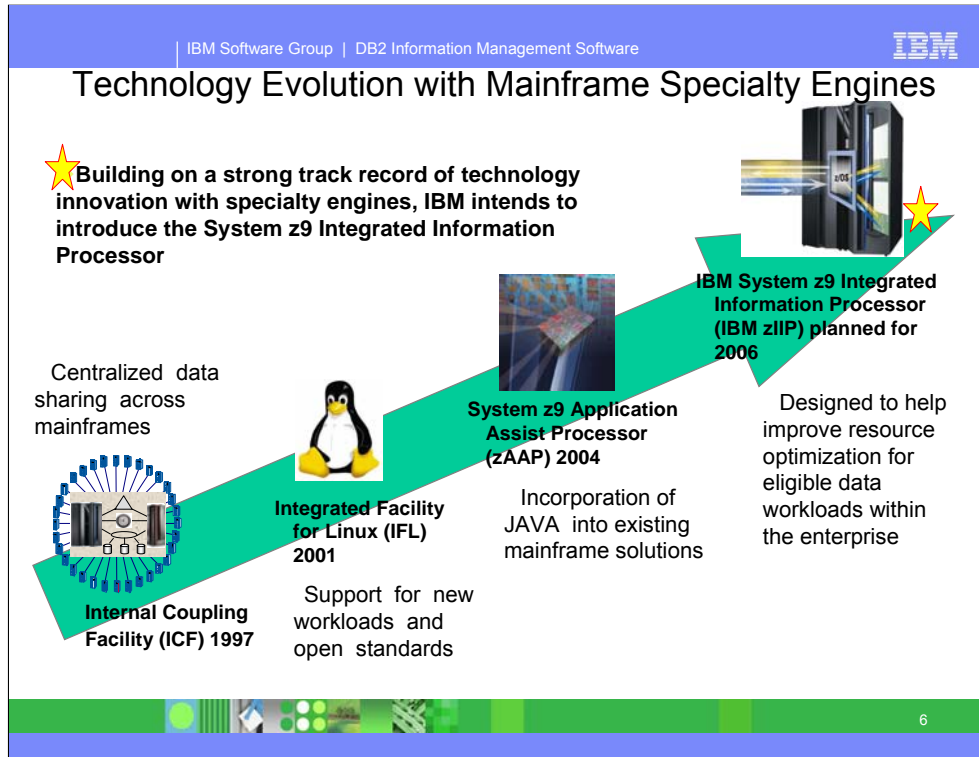 IBM Software Group | DB2 Information Management Software
IBM
Technology Evolution with Mainframe Specialty Engines
Building on a strong track record of technology
innovation with specialty engines, IBM intends to
introduce the System z9 Integrated Information
Processor
z/OS
IBM System z9 Integrated
Information Processor
(IBM zIIP) planned for
2006
Centralized data
sharing across
mainframes
System z9 Application
Assist Processor
(zAAP) 2004
Designed to help
improve resource
optimization for
eligible data
workloads within
the enterprise
Integrated Facility
for Linux (IFL)
2001
Incorporation of
JAVA into existing
mainframe solutions
Internal Coupling
Facility (ICF) 1997
Support for new
workloads and
open standards
6